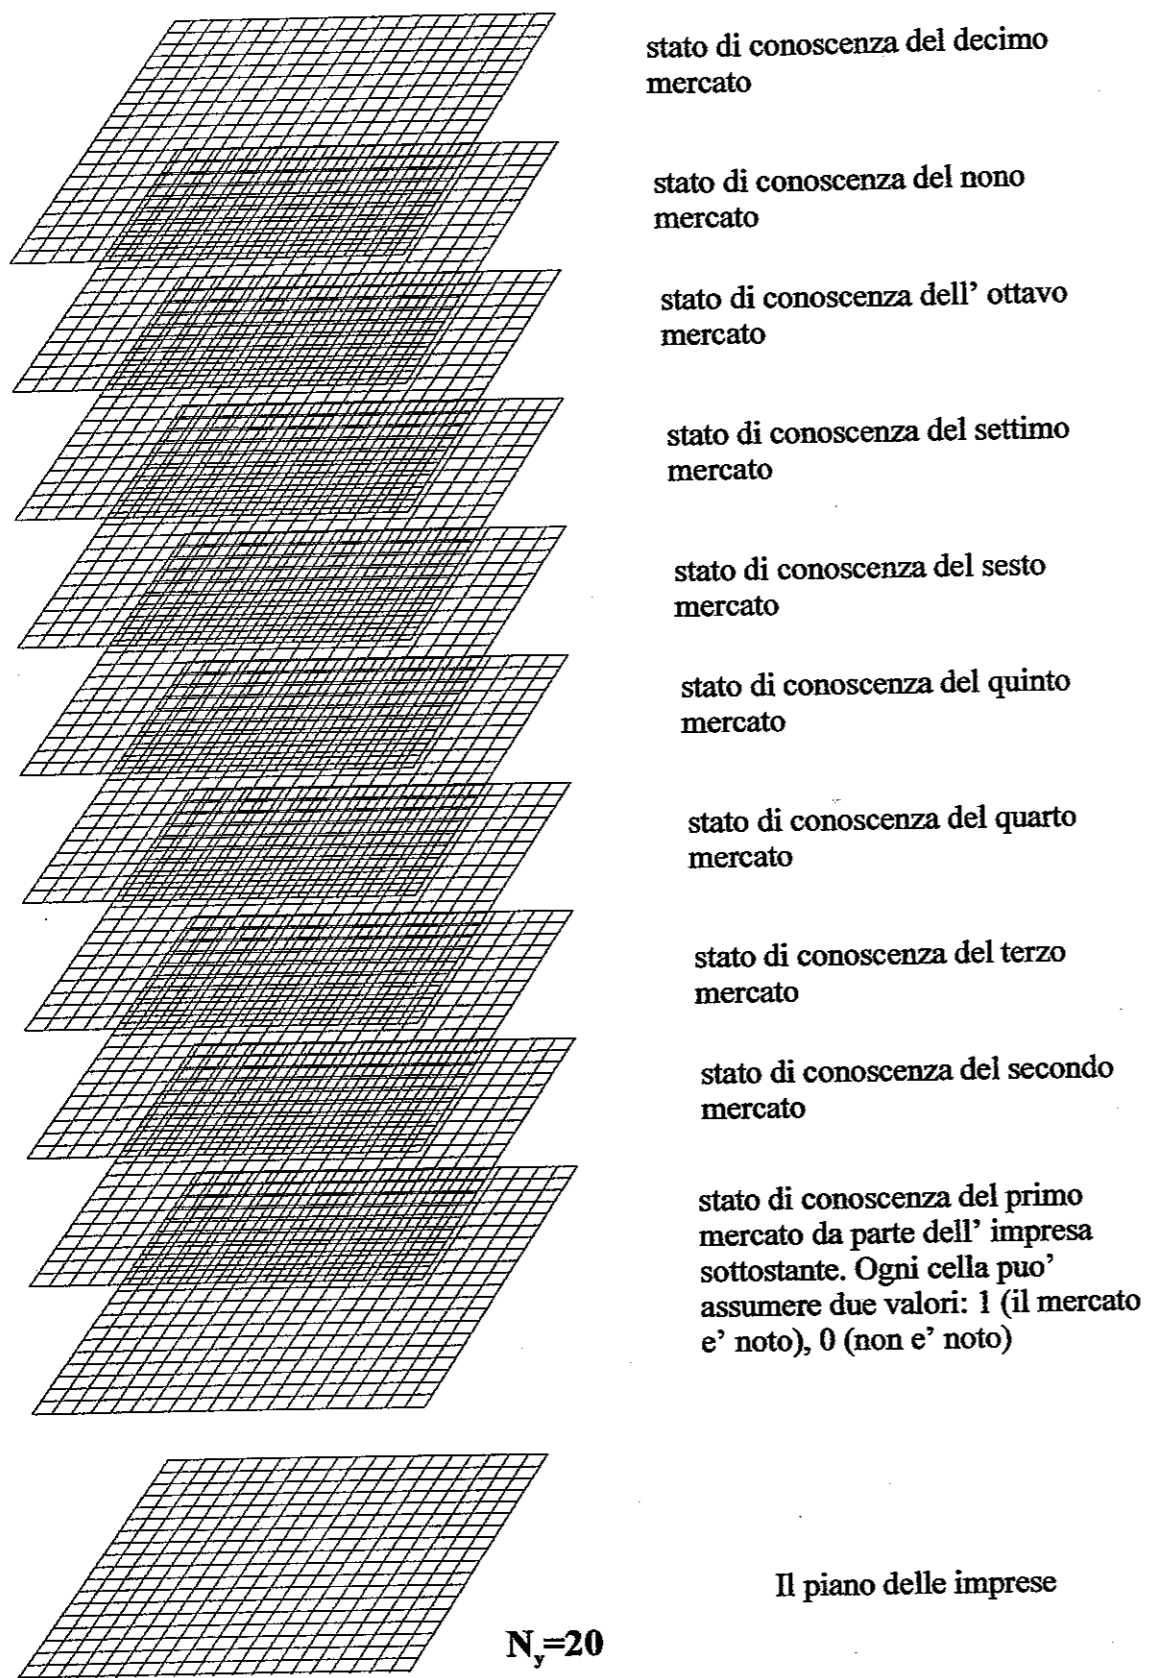 stato di conoscenza del decimo
mercato
stato di conoscenza del nono
mercato
stato di conoscenza dell' ottavo
mercato
stato di conoscenza del settimo
mercato
stato di conoscenza del sesto
mercato
stato di conoscenza del quinto
mercato
stato di conoscenza del quarto
mercato
stato di conoscenza del terzo
mercato
stato di conoscenza del secondo
mercato
stato di conoscenza del primo
mercato da parte dell' impresa
sottostante. Ogni cella puo'
assumere due valori: 1 (il mercato
e' noto), 0 (non e' noto)
Il piano delle imprese
N_y=20